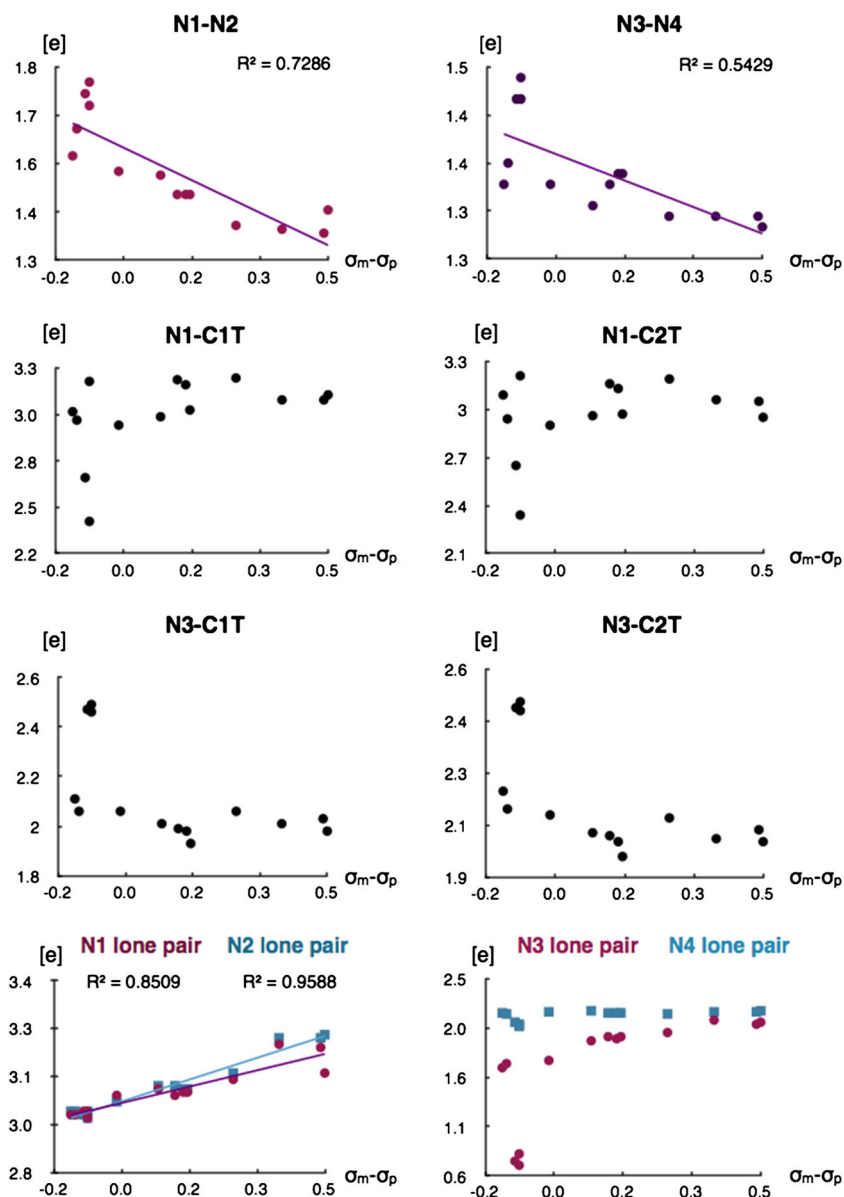 N1-N2
[e]
R² = 0.7286
1.8
1.7
1.6
1.4
1.3
-0.2 0.0 0.2 0.3 0.5
σm-σp
N3-N4
[e]
R² = 0.5429
1.5
1.4
1.4
1.3
1.3
-0.2 0.0 0.2 0.3 0.5
σm-σp
N1-C1T
[e]
3.3
3.0
2.8
2.5
2.2
-0.2 0.0 0.2 0.3 0.5
σm-σp
N1-C2T
[e]
3.3
3
2.7
2.4
2.1
-0.2 0.0 0.2 0.3 0.5
σm-σp
N3-C1T
[e]
2.6
2.4
2.2
2
1.8
-0.2 0.0 0.2 0.3 0.5
σm-σp
N3-C2T
[e]
2.6
2.4
2.3
2.1
1.9
-0.2 0.0 0.2 0.3 0.5
σm-σp
N1 lone pair N2 lone pair
[e]
R² = 0.8509 R² = 0.9588
3.4
3.3
3.1
3.0
2.8
-0.2 0.0 0.2 0.3 0.5
σm-σp
N3 lone pair N4 lone pair
[e]
2.5
2.0
1.6
1.1
0.6
-0.2 0.0 0.2 0.3 0.5
σm-σp